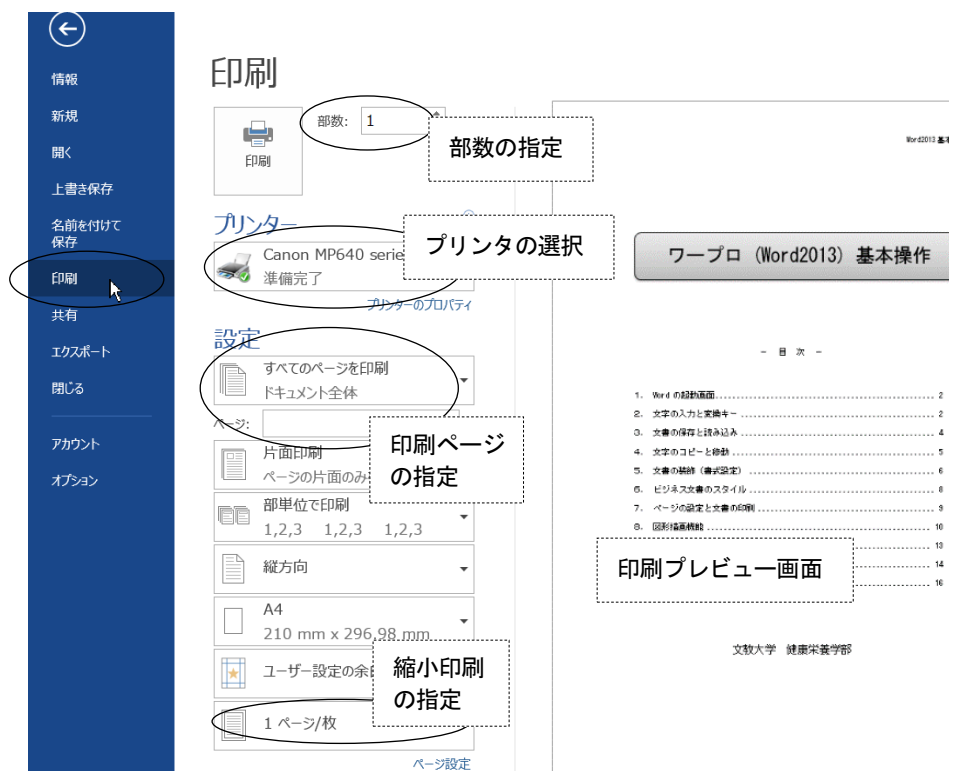 情報
新規
開く
上書き保存
名前を付けて
保存
印刷
共有
エクスポート
閉じる
アカウント
オプション
印刷
部数: 1
印刷
部数の指定
プリンター
Canon MP640 serie
準備完了
プリンタの選択
プリンターのプロパティ
設定
すべてのページを印刷
ドキュメント全体
ページ:
印刷ページ
の指定
片面印刷
ページの片面のみ
部単位で印刷
1,2,3 1,2,3 1,2,3
縦方向
A4
210 mm x 296.98 mm
ユーザー設定の余
縮小印刷
の指定
1 ページ/枚
ページ設定
Word2013 基本
ワープロ（Word2013）基本操作
－ 目 次 －
1. Word の起動画面 2
2. 文字の入力と変換キー 2
3. 文書の保存と読み込み 4
4. 文字のコピーと移動 5
5. 文書の装飾（書式設定） 6
6. ビジネス文書のスタイル 8
7. ページの設定と文書の印刷 9
8. 図形描画機能 10
13
14
16
印刷プレビュー画面
文教大学 健康栄養学部